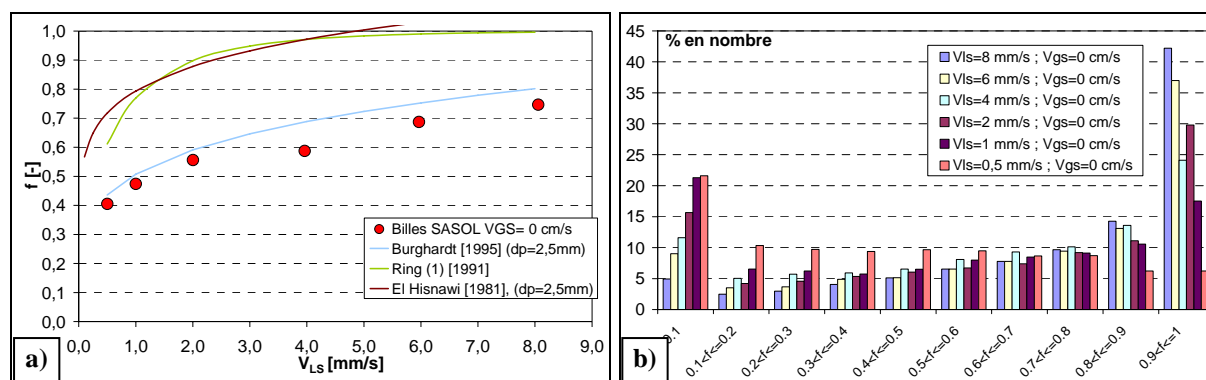 1,0
0,9
0,8
0,7
0,6
0,5
0,4
0,3
0,2
0,1
0,0
f [-]
0,0 1,0 2,0 3,0 4,0 5,0 6,0 7,0 8,0 9,0
V_LS [mm/s]
Billes SASOL VGS= 0 cm/s
Burghardt [1995] (dp=2,5mm)
Ring (1) [1991]
El Hisnawi [1981], (dp=2,5mm)
a)
45
40
35
30
25
20
15
10
5
0
% en nombre
Vls=8 mm/s ; Vgs=0 cm/s
Vls=6 mm/s ; Vgs=0 cm/s
Vls=4 mm/s ; Vgs=0 cm/s
Vls=2 mm/s ; Vgs=0 cm/s
Vls=1 mm/s ; Vgs=0 cm/s
Vls=0,5 mm/s ; Vgs=0 cm/s
0.1
0.1<f<=0.2
0.2<f<=0.3
0.3<f<=0.4
0.4<f<=0.5
0.5<f<=0.6
0.6<f<=0.7
0.7<f<=0.8
0.8<f<=0.9
0.9<f<=1
b)